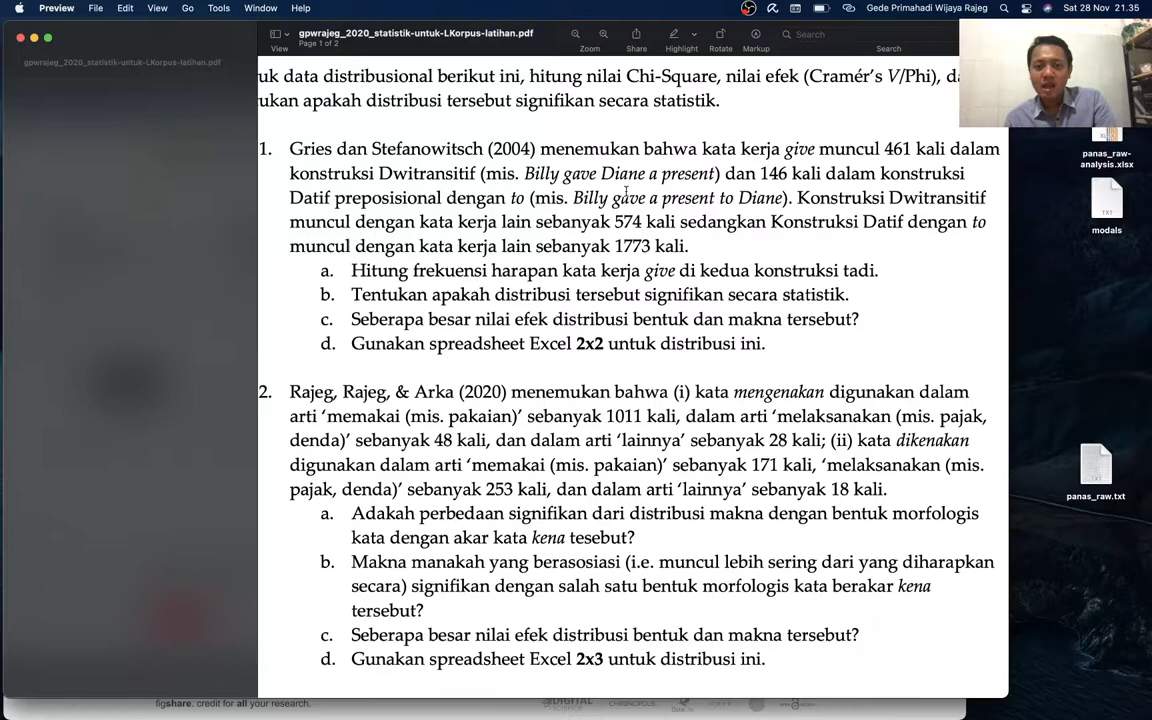 Preview File Edit View Go Tools Window Help
Gede Primahadi Wijaya Rajeg Sat 28 Nov 21.35
gpwrajeg_2020_statistik-untuk-LKorpus-latihan.pdf
Page 1 of 2
View Zoom Share Highlight Rotate Markup Search
Search
gpwrajeg_2020_statistik-untuk-LKorpus-latihan.pdf
uk data distribusional berikut ini, hitung nilai Chi-Square, nilai efek (Cramér's V/Phi), da
ukan apakah distribusi tersebut signifikan secara statistik.
1. Gries dan Stefanowitsch (2004) menemukan bahwa kata kerja give muncul 461 kali dalam
konstruksi Dwitransitif (mis. Billy gave Diane a present) dan 146 kali dalam konstruksi
Datif preposisional dengan to (mis. Billy gave a present to Diane). Konstruksi Dwitransitif
muncul dengan kata kerja lain sebanyak 574 kali sedangkan Konstruksi Datif dengan to
muncul dengan kata kerja lain sebanyak 1773 kali.
a. Hitung frekuensi harapan kata kerja give di kedua konstruksi tadi.
b. Tentukan apakah distribusi tersebut signifikan secara statistik.
c. Seberapa besar nilai efek distribusi bentuk dan makna tersebut?
d. Gunakan spreadsheet Excel 2x2 untuk distribusi ini.
2. Rajeg, Rajeg, & Arka (2020) menemukan bahwa (i) kata mengenakan digunakan dalam
arti ‘memakai (mis. pakaian)’ sebanyak 1011 kali, dalam arti ‘melaksanakan (mis. pajak,
denda)’ sebanyak 48 kali, dan dalam arti ‘lainnya’ sebanyak 28 kali; (ii) kata dikenakan
digunakan dalam arti ‘memakai (mis. pakaian)’ sebanyak 171 kali, ‘melaksanakan (mis.
pajak, denda)’ sebanyak 253 kali, dan dalam arti ‘lainnya’ sebanyak 18 kali.
a. Adakah perbedaan signifikan dari distribusi makna dengan bentuk morfologis
kata dengan akar kata kena tesebut?
b. Makna manakah yang berasosiasi (i.e. muncul lebih sering dari yang diharapkan
secara) signifikan dengan salah satu bentuk morfologis kata berakar kena
tersebut?
c. Seberapa besar nilai efek distribusi bentuk dan makna tersebut?
d. Gunakan spreadsheet Excel 2x3 untuk distribusi ini.
panas_raw-
analysis.xlsx
TXT
modals
TXT
panas_raw.txt
figshare. credit for all your research.